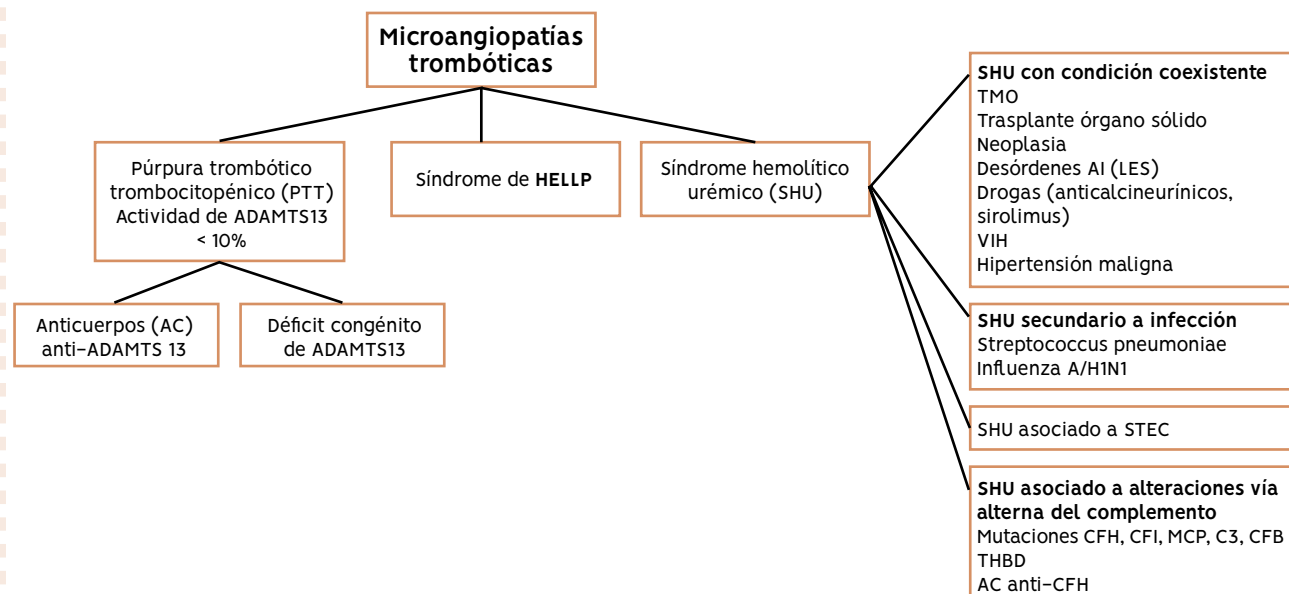 Microangiopatías
trombóticas
Púrpura trombótico
trombocitopénico (PTT)
Actividad de ADAMTS13
< 10%
Síndrome de HELLP
Síndrome hemolítico
urémico (SHU)
Anticuerpos (AC)
anti-ADAMTS 13
Déficit congénito
de ADAMTS13
SHU con condición coexistente
TMO
Trasplante órgano sólido
Neoplasia
Desórdenes AI (LES)
Drogas (anticalcineurínicos,
sirolimus)
VIH
Hipertensión maligna
SHU secundario a infección
Streptococcus pneumoniae
Influenza A/H1N1
SHU asociado a STEC
SHU asociado a alteraciones vía
alterna del complemento
Mutaciones CFH, CFI, MCP, C3, CFB
THBD
AC anti-CFH